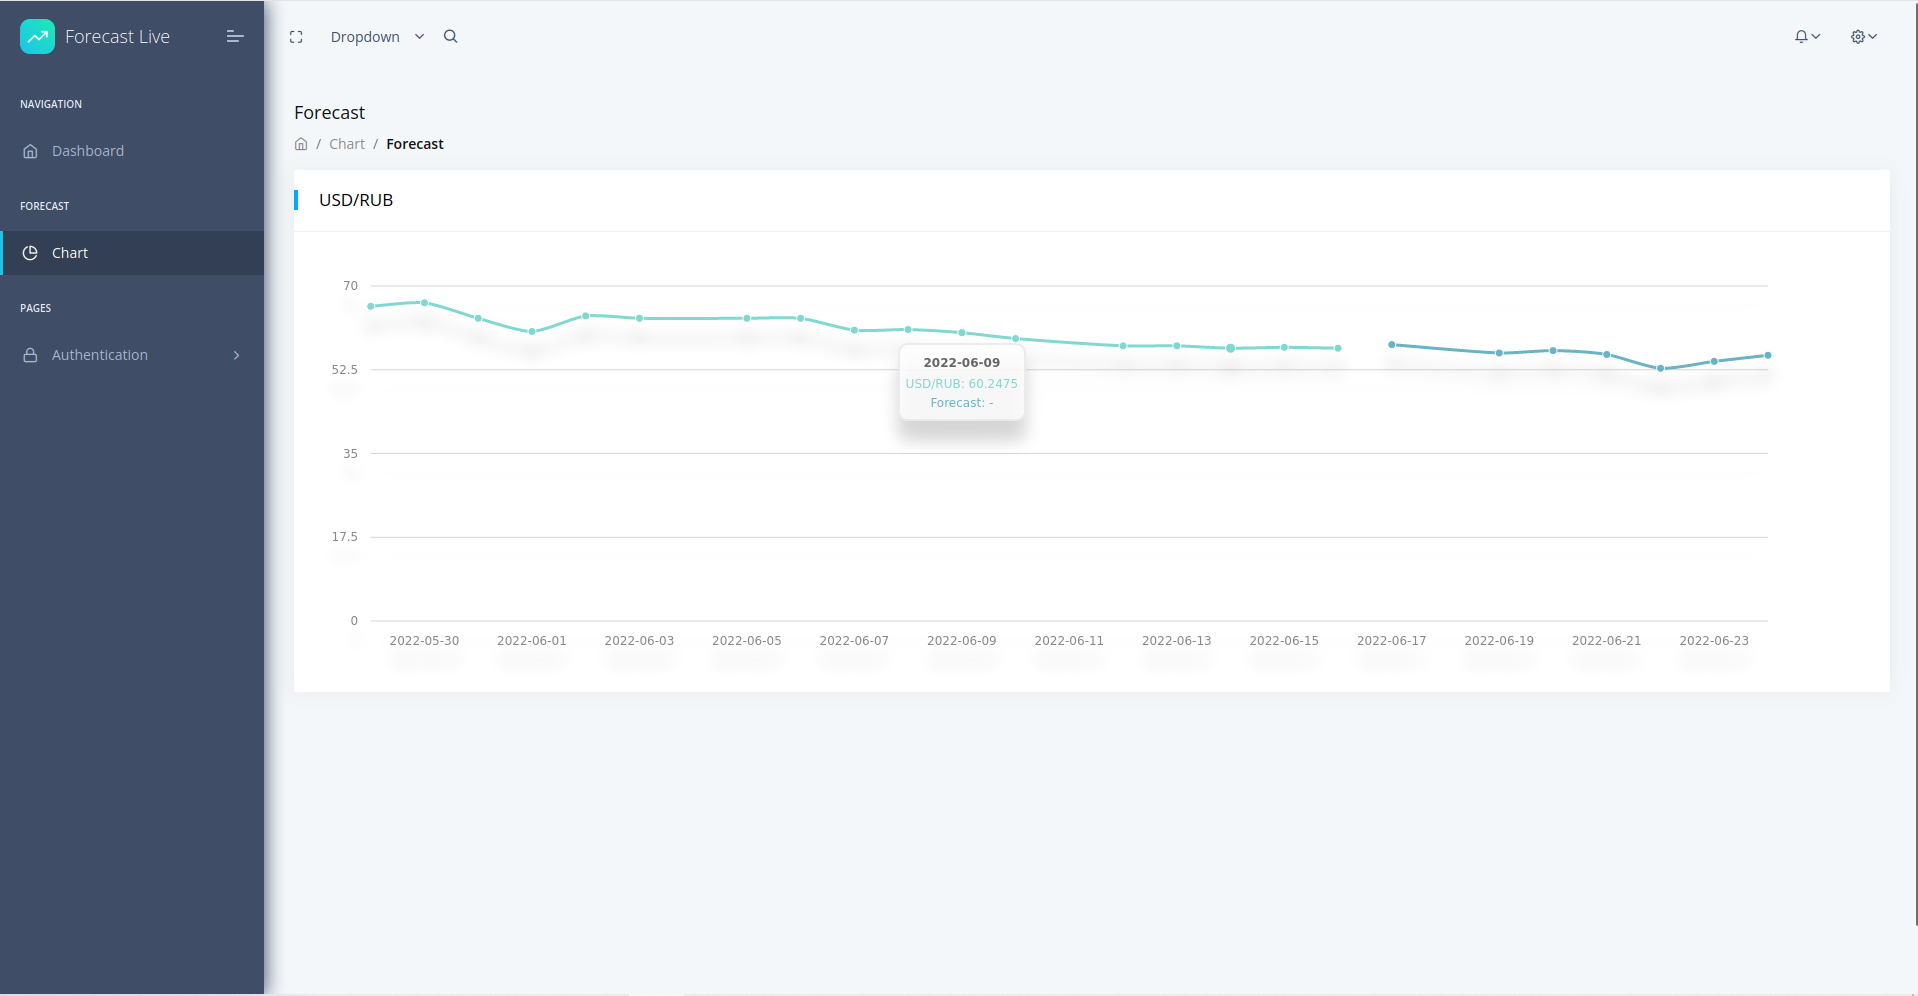 Forecast Live
Dropdown
NAVIGATION
Dashboard
FORECAST
Chart
PAGES
Authentication
Forecast
/ Chart / Forecast
USD/RUB
70
52.5
35
17.5
0
2022-06-09
USD/RUB: 60.2475
Forecast: -
2022-05-30 2022-06-01 2022-06-03 2022-06-05 2022-06-07 2022-06-09 2022-06-11 2022-06-13 2022-06-15 2022-06-17 2022-06-19 2022-06-21 2022-06-23